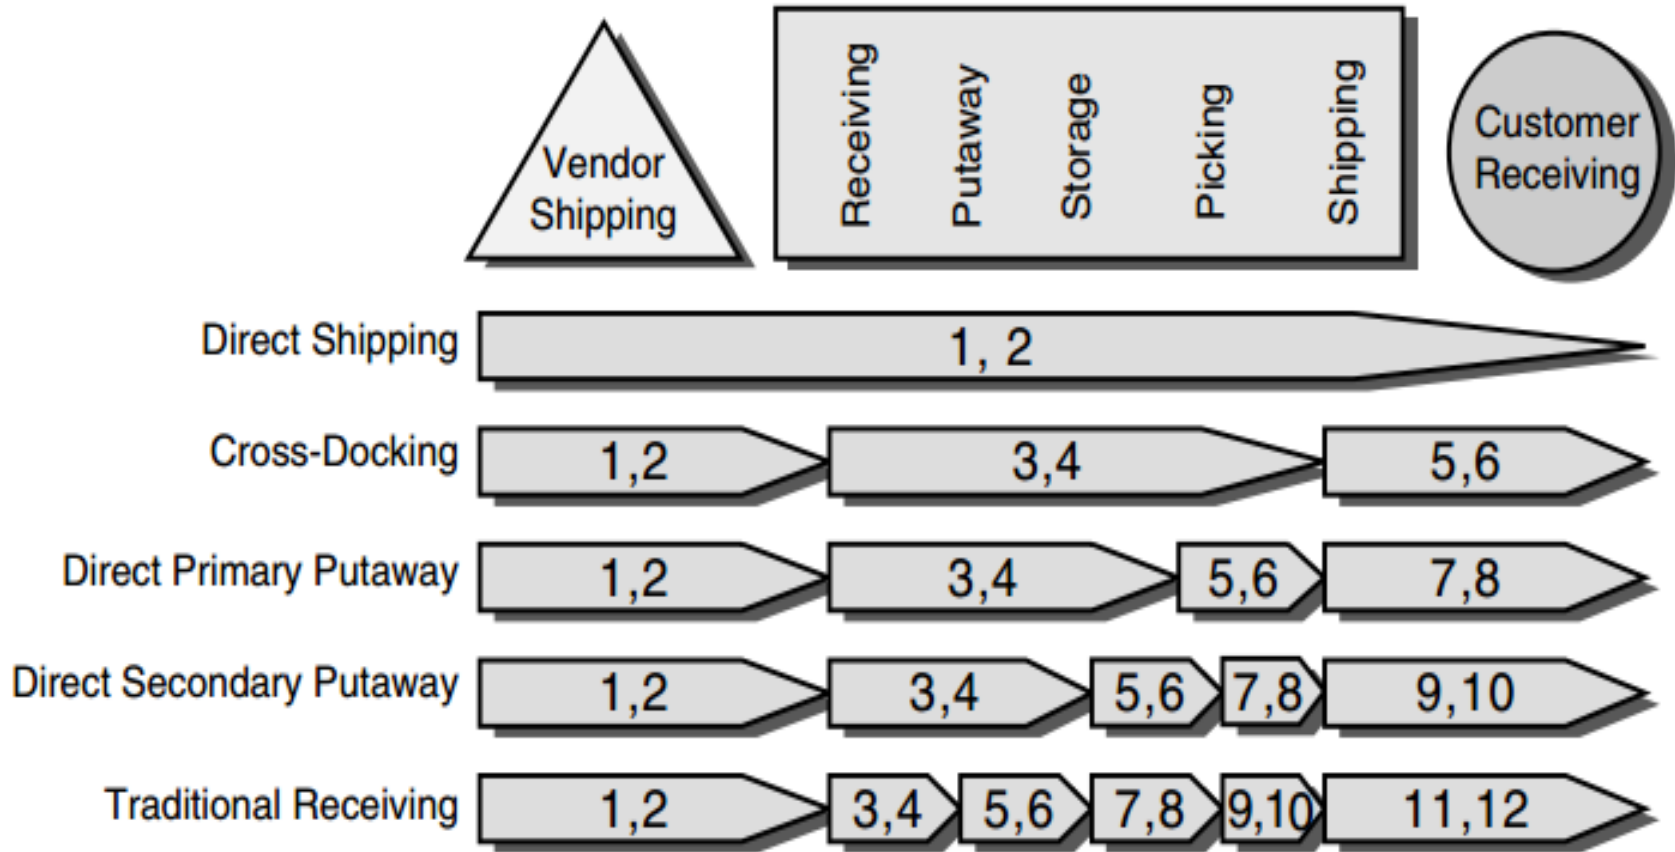 Vendor
Shipping
Receiving
Putaway
Storage
Picking
Shipping
Customer
Receiving
Direct Shipping
1, 2
Cross-Docking
1,2
3,4
5,6
Direct Primary Putaway
1,2
3,4
5,6
7,8
Direct Secondary Putaway
1,2
3,4
5,6
7,8
9,10
Traditional Receiving
1,2
3,4
5,6
7,8
9,10
11,12